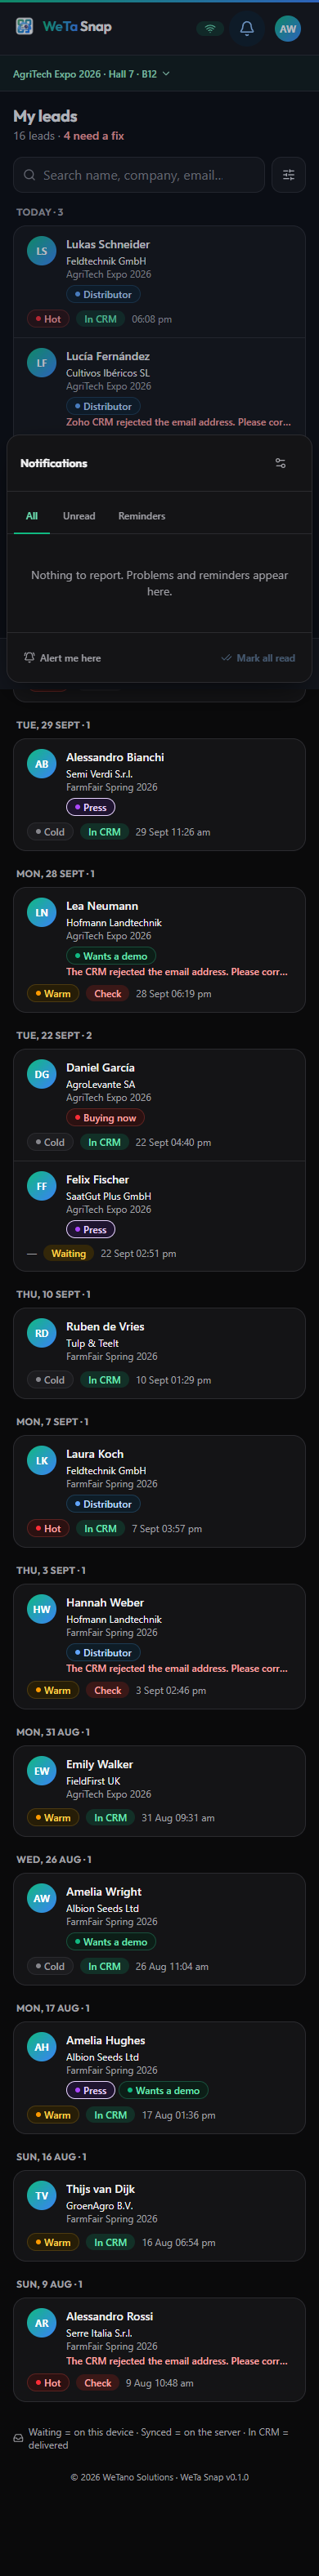 WeTa Snap
AW
AgriTech Expo 2026 · Hall 7 · B12
My leads
16 leads · 4 need a fix
Search name, company, email...
TODAY · 3
LS
Lukas Schneider
Feldtechnik GmbH
AgriTech Expo 2026
Distributor
Hot In CRM 06:08 pm
LF
Lucía Fernández
Cultivos Ibéricos SL
AgriTech Expo 2026
Distributor
Zoho CRM rejected the email address. Please cor...
Notifications
All Unread Reminders
Nothing to report. Problems and reminders appear
here.
Alert me here Mark all read
TUE, 29 SEPT · 1
AB
Alessandro Bianchi
Semi Verdi S.r.l.
FarmFair Spring 2026
Press
Cold In CRM 29 Sept 11:26 am
MON, 28 SEPT · 1
LN
Lea Neumann
Hofmann Landtechnik
AgriTech Expo 2026
Wants a demo
The CRM rejected the email address. Please corr...
Warm Check 28 Sept 06:19 pm
TUE, 22 SEPT · 2
DG
Daniel García
AgroLevante SA
AgriTech Expo 2026
Buying now
Cold In CRM 22 Sept 04:40 pm
FF
Felix Fischer
SaatGut Plus GmbH
AgriTech Expo 2026
Press
— Waiting 22 Sept 02:51 pm
THU, 10 SEPT · 1
RD
Ruben de Vries
Tulp & Teelt
FarmFair Spring 2026
Cold In CRM 10 Sept 01:29 pm
MON, 7 SEPT · 1
LK
Laura Koch
Feldtechnik GmbH
FarmFair Spring 2026
Distributor
Hot In CRM 7 Sept 03:57 pm
THU, 3 SEPT · 1
HW
Hannah Weber
Hofmann Landtechnik
FarmFair Spring 2026
Distributor
The CRM rejected the email address. Please corr...
Warm Check 3 Sept 02:46 pm
MON, 31 AUG · 1
EW
Emily Walker
FieldFirst UK
AgriTech Expo 2026
Warm In CRM 31 Aug 09:31 am
WED, 26 AUG · 1
AW
Amelia Wright
Albion Seeds Ltd
FarmFair Spring 2026
Wants a demo
Cold In CRM 26 Aug 11:04 am
MON, 17 AUG · 1
AH
Amelia Hughes
Albion Seeds Ltd
FarmFair Spring 2026
Press Wants a demo
Warm In CRM 17 Aug 01:36 pm
SUN, 16 AUG · 1
TV
Thijs van Dijk
GroenAgro B.V.
FarmFair Spring 2026
Warm In CRM 16 Aug 06:54 pm
SUN, 9 AUG · 1
AR
Alessandro Rossi
Serre Italia S.r.l.
FarmFair Spring 2026
The CRM rejected the email address. Please corr...
Hot Check 9 Aug 10:48 am
Waiting = on this device · Synced = on the server · In CRM =
delivered
© 2026 WeTano Solutions · WeTa Snap v0.1.0